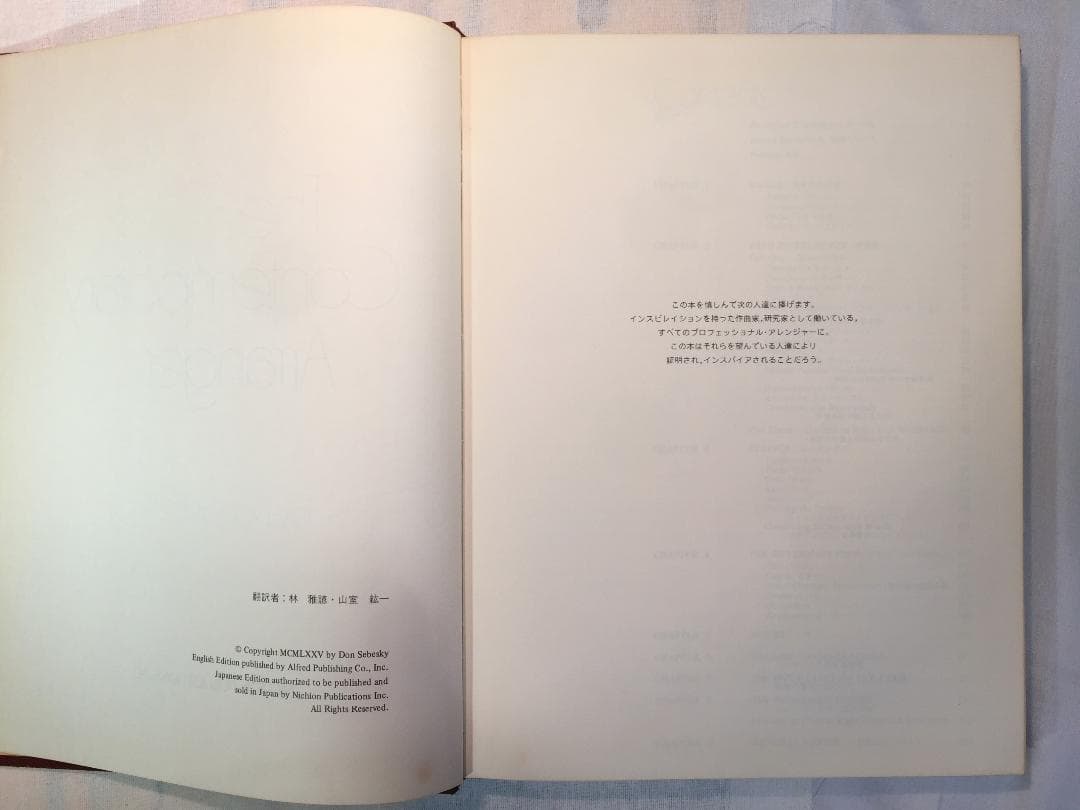 翻訳者:林 雅諺・山室 鉱一
© Copyright MCMLXXV by Don Sebesky
English Edition published by Alfred Publishing Co., Inc.
Japanese Edition authorized to be published and
sold in Japan by Nichion Publications Inc.
All Rights Reserved.
この本を慎しんで次の人達に捧げます。
インスピレイションを持った作曲家,研究家として働いている。
すべてのプロフェッショナル・アレンジャーに。
この本はそれらを望んでいる人達により
証明され,インスパイアされることだろう。